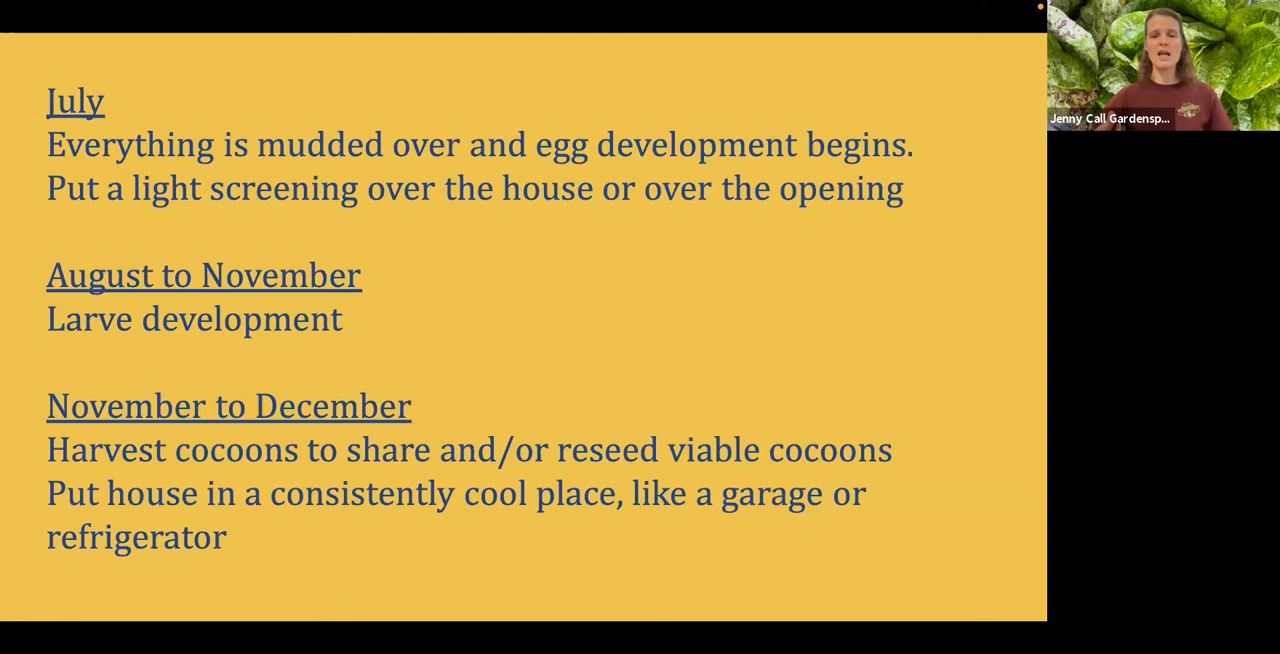 July
Everything is mudded over and egg development begins.
Put a light screening over the house or over the opening
August to November
Larve development
November to December
Harvest cocoons to share and/or reseed viable cocoons
Put house in a consistently cool place, like a garage or
refrigerator
Jenny Call Gardensp...